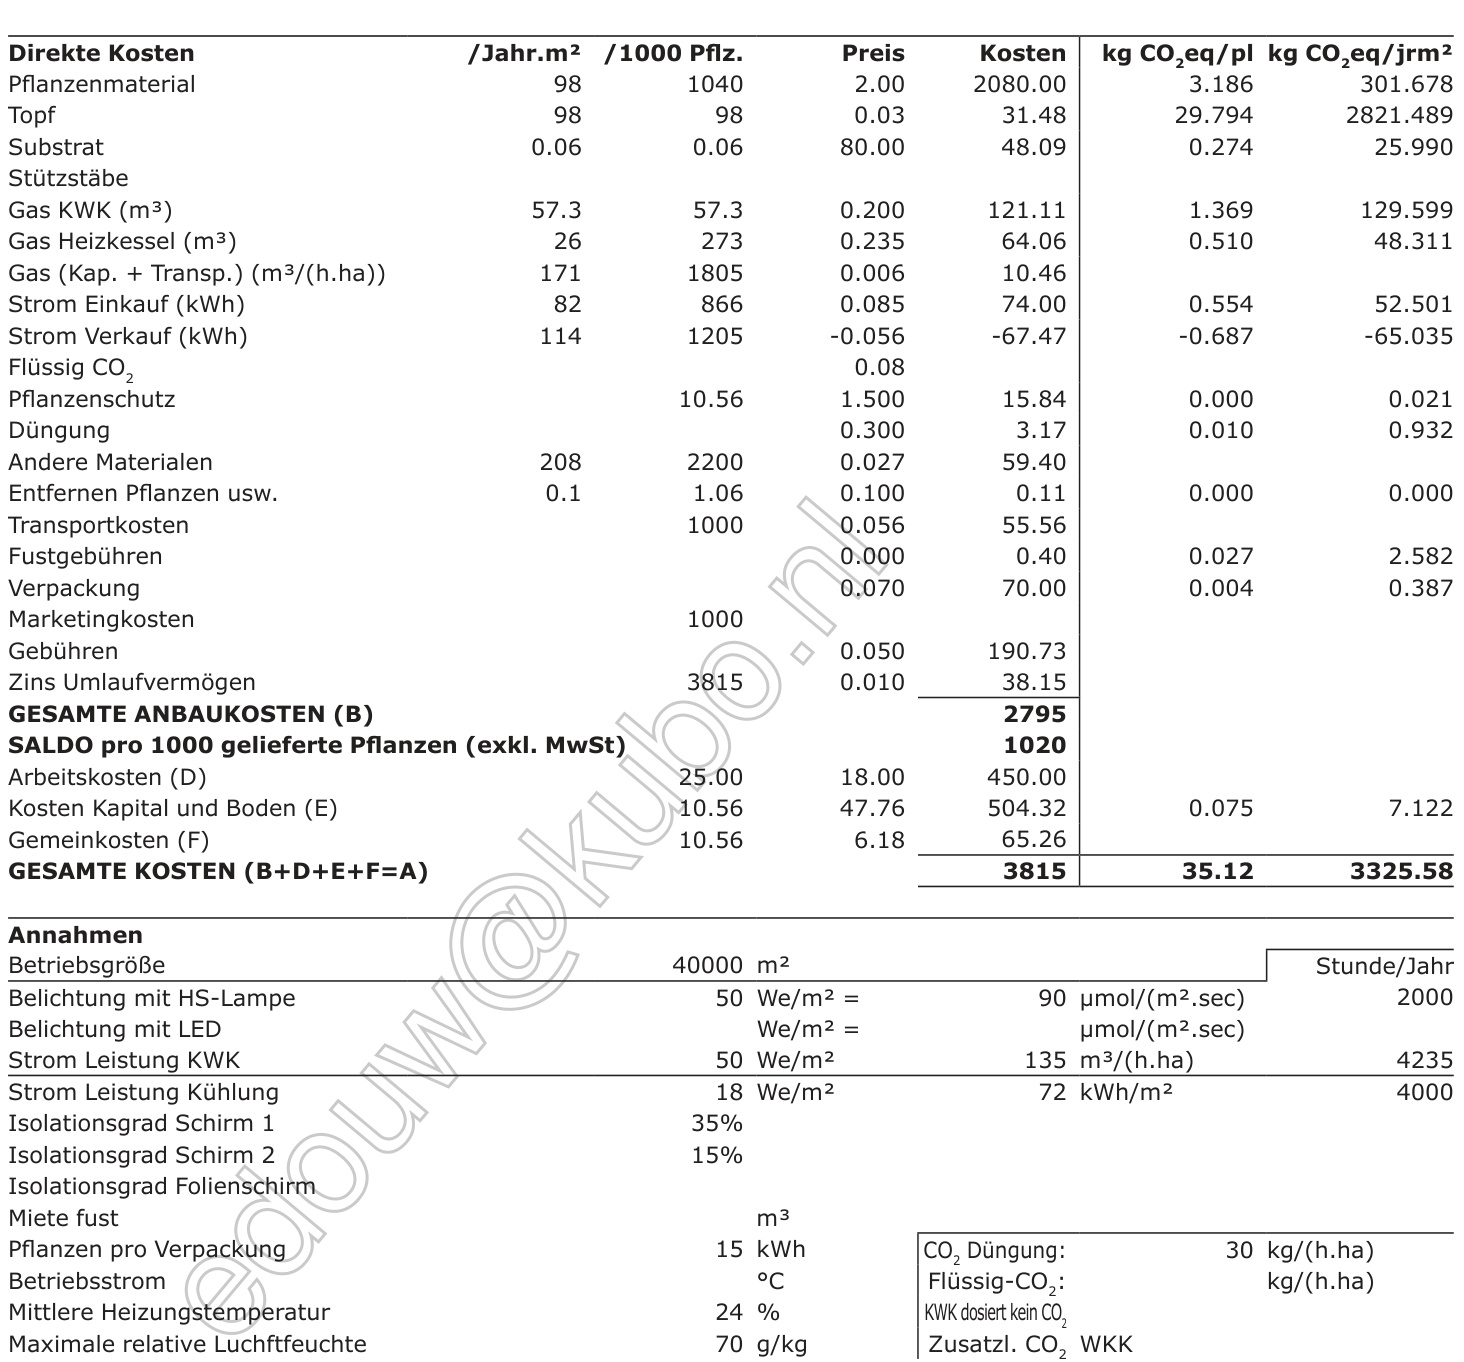 Direkte Kosten /Jahr.m² /1000 Pflz. Preis Kosten kg CO₂eq/pl kg CO₂eq/jrm²
Pflanzenmaterial 98 1040 2.00 2080.00 3.186 301.678
Topf 98 98 0.03 31.48 29.794 2821.489
Substrat 0.06 0.06 80.00 48.09 0.274 25.990
Stützstäbe
Gas KWK (m³) 57.3 57.3 0.200 121.11 1.369 129.599
Gas Heizkessel (m³) 26 273 0.235 64.06 0.510 48.311
Gas (Kap. + Transp.) (m³/(h.ha)) 171 1805 0.006 10.46
Strom Einkauf (kWh) 82 866 0.085 74.00 0.554 52.501
Strom Verkauf (kWh) 114 1205 -0.056 -67.47 -0.687 -65.035
Flüssig CO₂ 0.08
Pflanzenschutz 10.56 1.500 15.84 0.000 0.021
Düngung 0.300 3.17 0.010 0.932
Andere Materialen 208 2200 0.027 59.40
Entfernen Pflanzen usw. 0.1 1.06 0.100 0.11 0.000 0.000
Transportkosten 1000 0.056 55.56
Fustgebühren 0.000 0.40 0.027 2.582
Verpackung 0.070 70.00 0.004 0.387
Marketingkosten 1000
Gebühren 0.050 190.73
Zins Umlaufvermögen 3815 0.010 38.15
GESAMTE ANBAUKOSTEN (B) 2795
SALDO pro 1000 gelieferte Pflanzen (exkl. MwSt) 1020
Arbeitskosten (D) 25.00 18.00 450.00
Kosten Kapital und Boden (E) 10.56 47.76 504.32 0.075 7.122
Gemeinkosten (F) 10.56 6.18 65.26
GESAMTE KOSTEN (B+D+E+F=A) 3815 35.12 3325.58
Annahmen
Betriebsgröße 40000 m² Stunde/Jahr
Belichtung mit HS-Lampe 50 We/m² = 90 µmol/(m².sec) 2000
Belichtung mit LED We/m² = µmol/(m².sec)
Strom Leistung KWK 50 We/m² 135 m³/(h.ha) 4235
Strom Leistung Kühlung 18 We/m² 72 kWh/m² 4000
Isolationsgrad Schirm 1 35%
Isolationsgrad Schirm 2 15%
Isolationsgrad Folienschirm
Miete fust m³
Pflanzen pro Verpackung 15 kWh CO₂ Düngung: 30 kg/(h.ha)
Betriebsstrom °C Flüssig-CO₂: kg/(h.ha)
Mittlere Heizungstemperatur 24 % KWK dosiert kein CO₂
Maximale relative Luchftfeuchte 70 g/kg Zusatzl. CO₂ WKK
edouw@kubo.nl